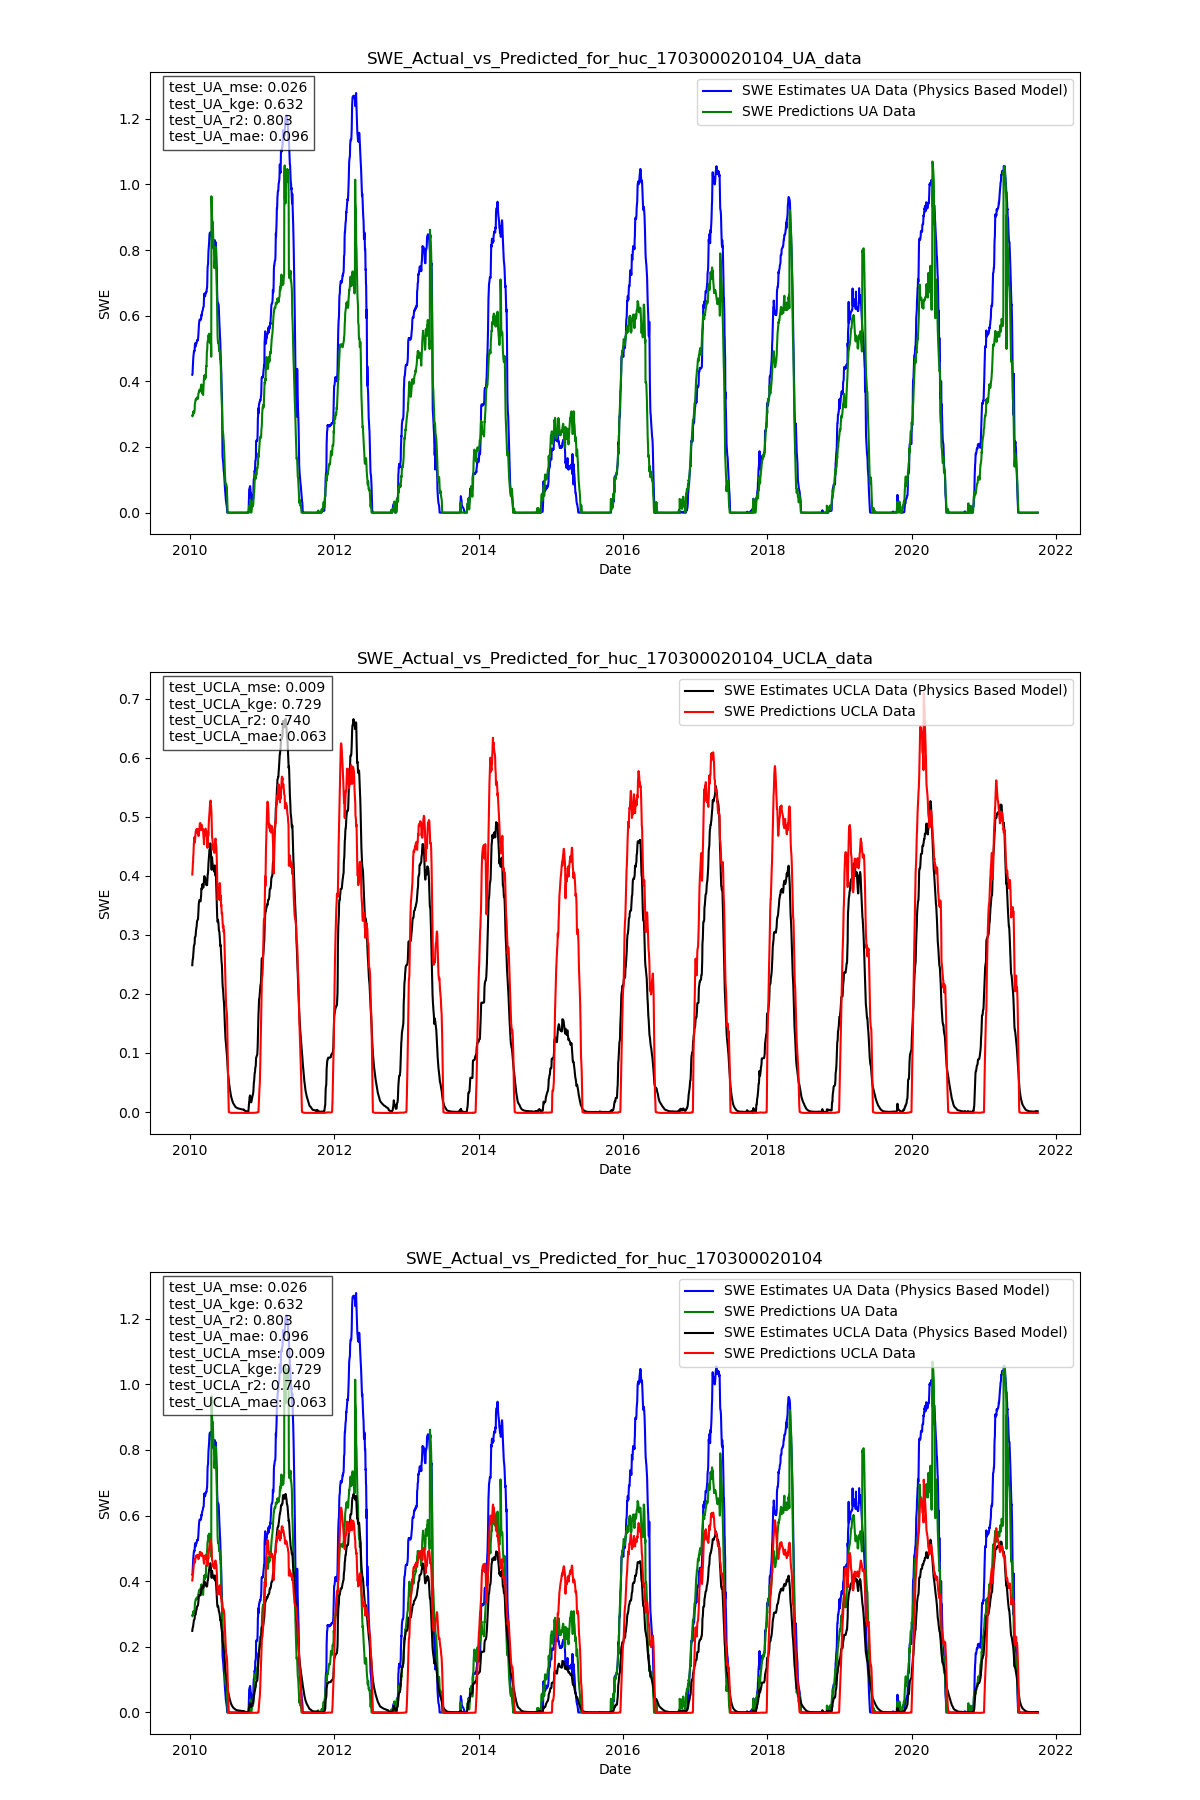 SWE_Actual_vs_Predicted_for_huc_170300020104_UA_data
test_UA_mse: 0.026
test_UA_kge: 0.632
test_UA_r2: 0.803
test_UA_mae: 0.096
SWE Estimates UA Data (Physics Based Model)
SWE Predictions UA Data
1.2
1.0
0.8
0.6
0.4
0.2
0.0
SWE
2010 2012 2014 2016 2018 2020 2022
Date
SWE_Actual_vs_Predicted_for_huc_170300020104_UCLA_data
test_UCLA_mse: 0.009
test_UCLA_kge: 0.729
test_UCLA_r2: 0.740
test_UCLA_mae: 0.063
SWE Estimates UCLA Data (Physics Based Model)
SWE Predictions UCLA Data
0.7
0.6
0.5
0.4
0.3
0.2
0.1
0.0
SWE
2010 2012 2014 2016 2018 2020 2022
Date
SWE_Actual_vs_Predicted_for_huc_170300020104
test_UA_mse: 0.026
test_UA_kge: 0.632
test_UA_r2: 0.803
test_UA_mae: 0.096
test_UCLA_mse: 0.009
test_UCLA_kge: 0.729
test_UCLA_r2: 0.740
test_UCLA_mae: 0.063
SWE Estimates UA Data (Physics Based Model)
SWE Predictions UA Data
SWE Estimates UCLA Data (Physics Based Model)
SWE Predictions UCLA Data
1.2
1.0
0.8
0.6
0.4
0.2
0.0
SWE
2010 2012 2014 2016 2018 2020 2022
Date